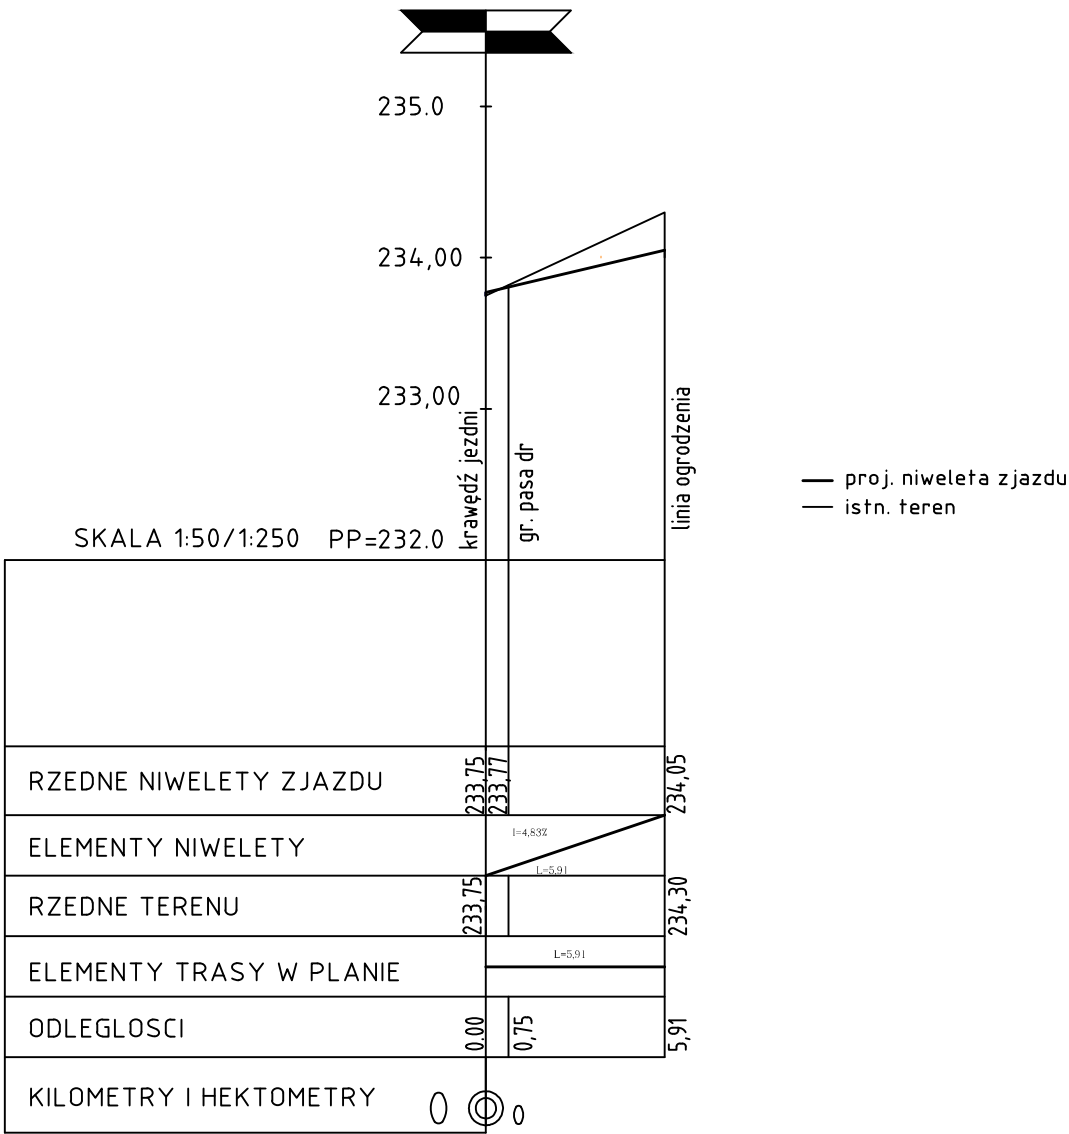 235.0
234,00
233,00
krawędź jezdni
gr. pasa dr
linia ogrodzenia
proj. niweleta zjazdu
istn. teren
SKALA 1:50/1:250 PP=232.0
RZEDNE NIWELETY ZJAZDU 233,75 233,77 234,05
ELEMENTY NIWELETY I=4,83% L=5,91
RZEDNE TERENU 233,75 234,30
ELEMENTY TRASY W PLANIE L=5,91
ODLEGLOSCI 0.00 0,75 5,91
KILOMETRY I HEKTOMETRY 0 0